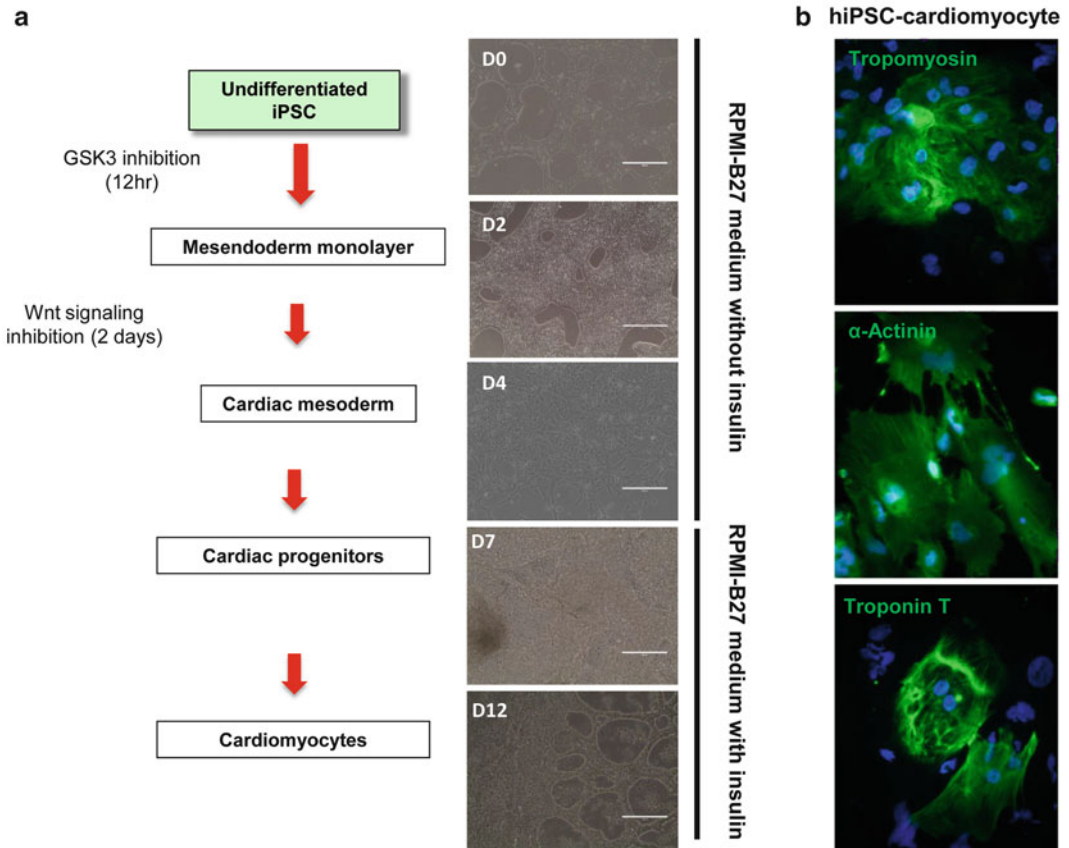 a
Undifferentiated
iPSC
GSK3 inhibition
(12hr)
Mesendoderm monolayer
Wnt signaling
inhibition (2 days)
Cardiac mesoderm
Cardiac progenitors
Cardiomyocytes
D0
D2
D4
D7
D12
RPMI-B27 medium without insulin
RPMI-B27 medium with insulin
b
hiPSC-cardiomyocyte
Tropomyosin
α-Actinin
Troponin T